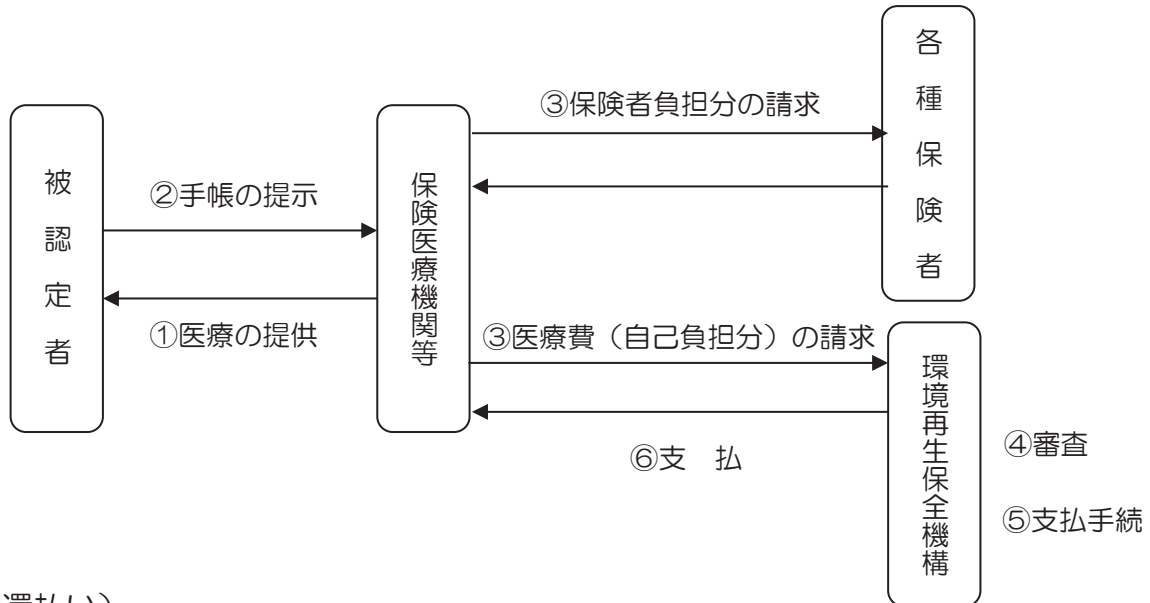 各種保険者
③保険者負担分の請求
被認定者
②手帳の提示
保険医療機関等
①医療の提供
③医療費（自己負担分）の請求
環境再生保全機構
④審査
⑥支　払
⑤支払手続
還払い）